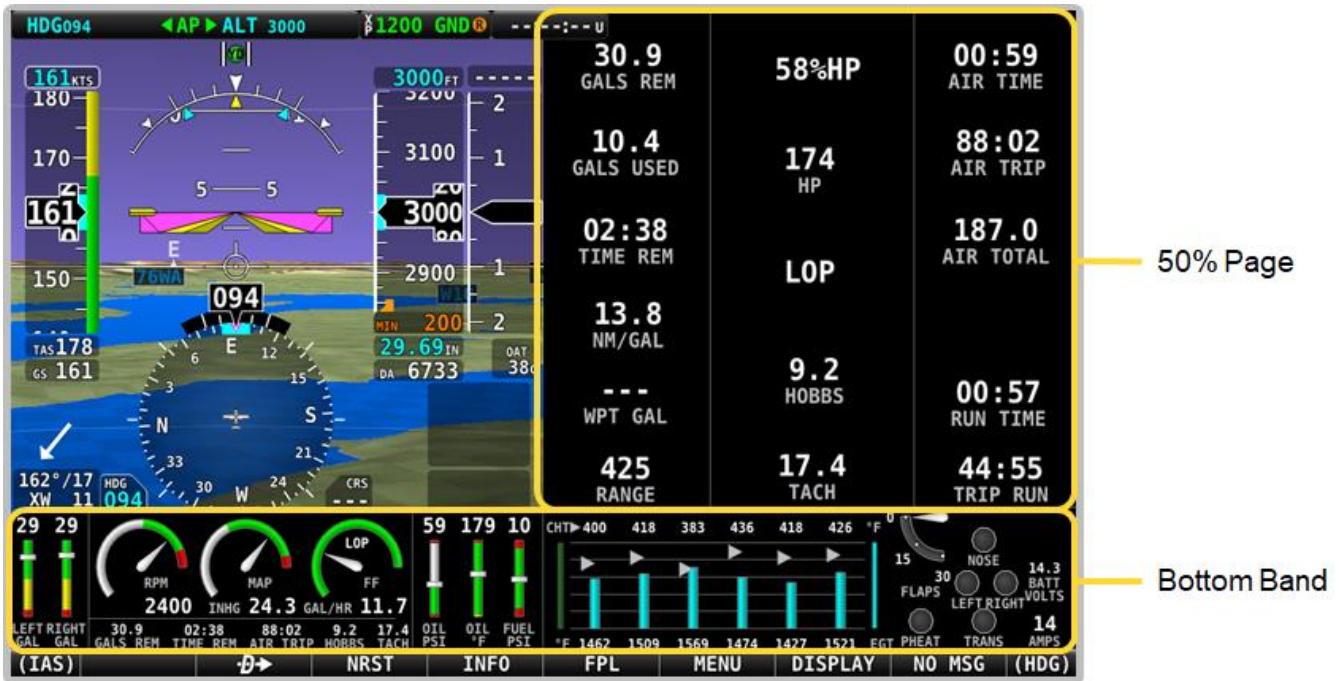 HDG094 ◀AP▶ ALT 3000 XP1200 GND R -----:-- U
161KTS
180
170
161
150
TAS178
GS 161
5 5
E
76WA
094
3000FT -----
3200
3100
3000
2900
MIN 200
29.69IN
DA 6733
2
1
1
2
OAT
38
N 3 6 E 12 15 S 21 24 W 30 33
162°/17
XW 11
HDG
094
CRS
---
30.9
GALS REM
10.4
GALS USED
02:38
TIME REM
13.8
NM/GAL
---
WPT GAL
425
RANGE
58%HP
174
HP
LOP
9.2
HOBBS
17.4
TACH
00:59
AIR TIME
88:02
AIR TRIP
187.0
AIR TOTAL
00:57
RUN TIME
44:55
TRIP RUN
50% Page
29 29
LEFT RIGHT
GAL GAL
RPM
2400
MAP
INHG 24.3
LOP
FF
GAL/HR 11.7
30.9 02:38 88:02 9.2 17.4
GALS REM TIME REM AIR TRIP HOBBS TACH
59 179 10
OIL OIL FUEL
PSI °F PSI
CHT▶400 418 383 436 418 426 °F
°F 1462 1509 1569 1474 1427 1521 EGT
0
15
30
FLAPS
NOSE
LEFT RIGHT
PHEAT TRANS
14.3
BATT
VOLTS
14
AMPS
Bottom Band
(IAS) D→ NRST INFO FPL MENU DISPLAY NO MSG (HDG)